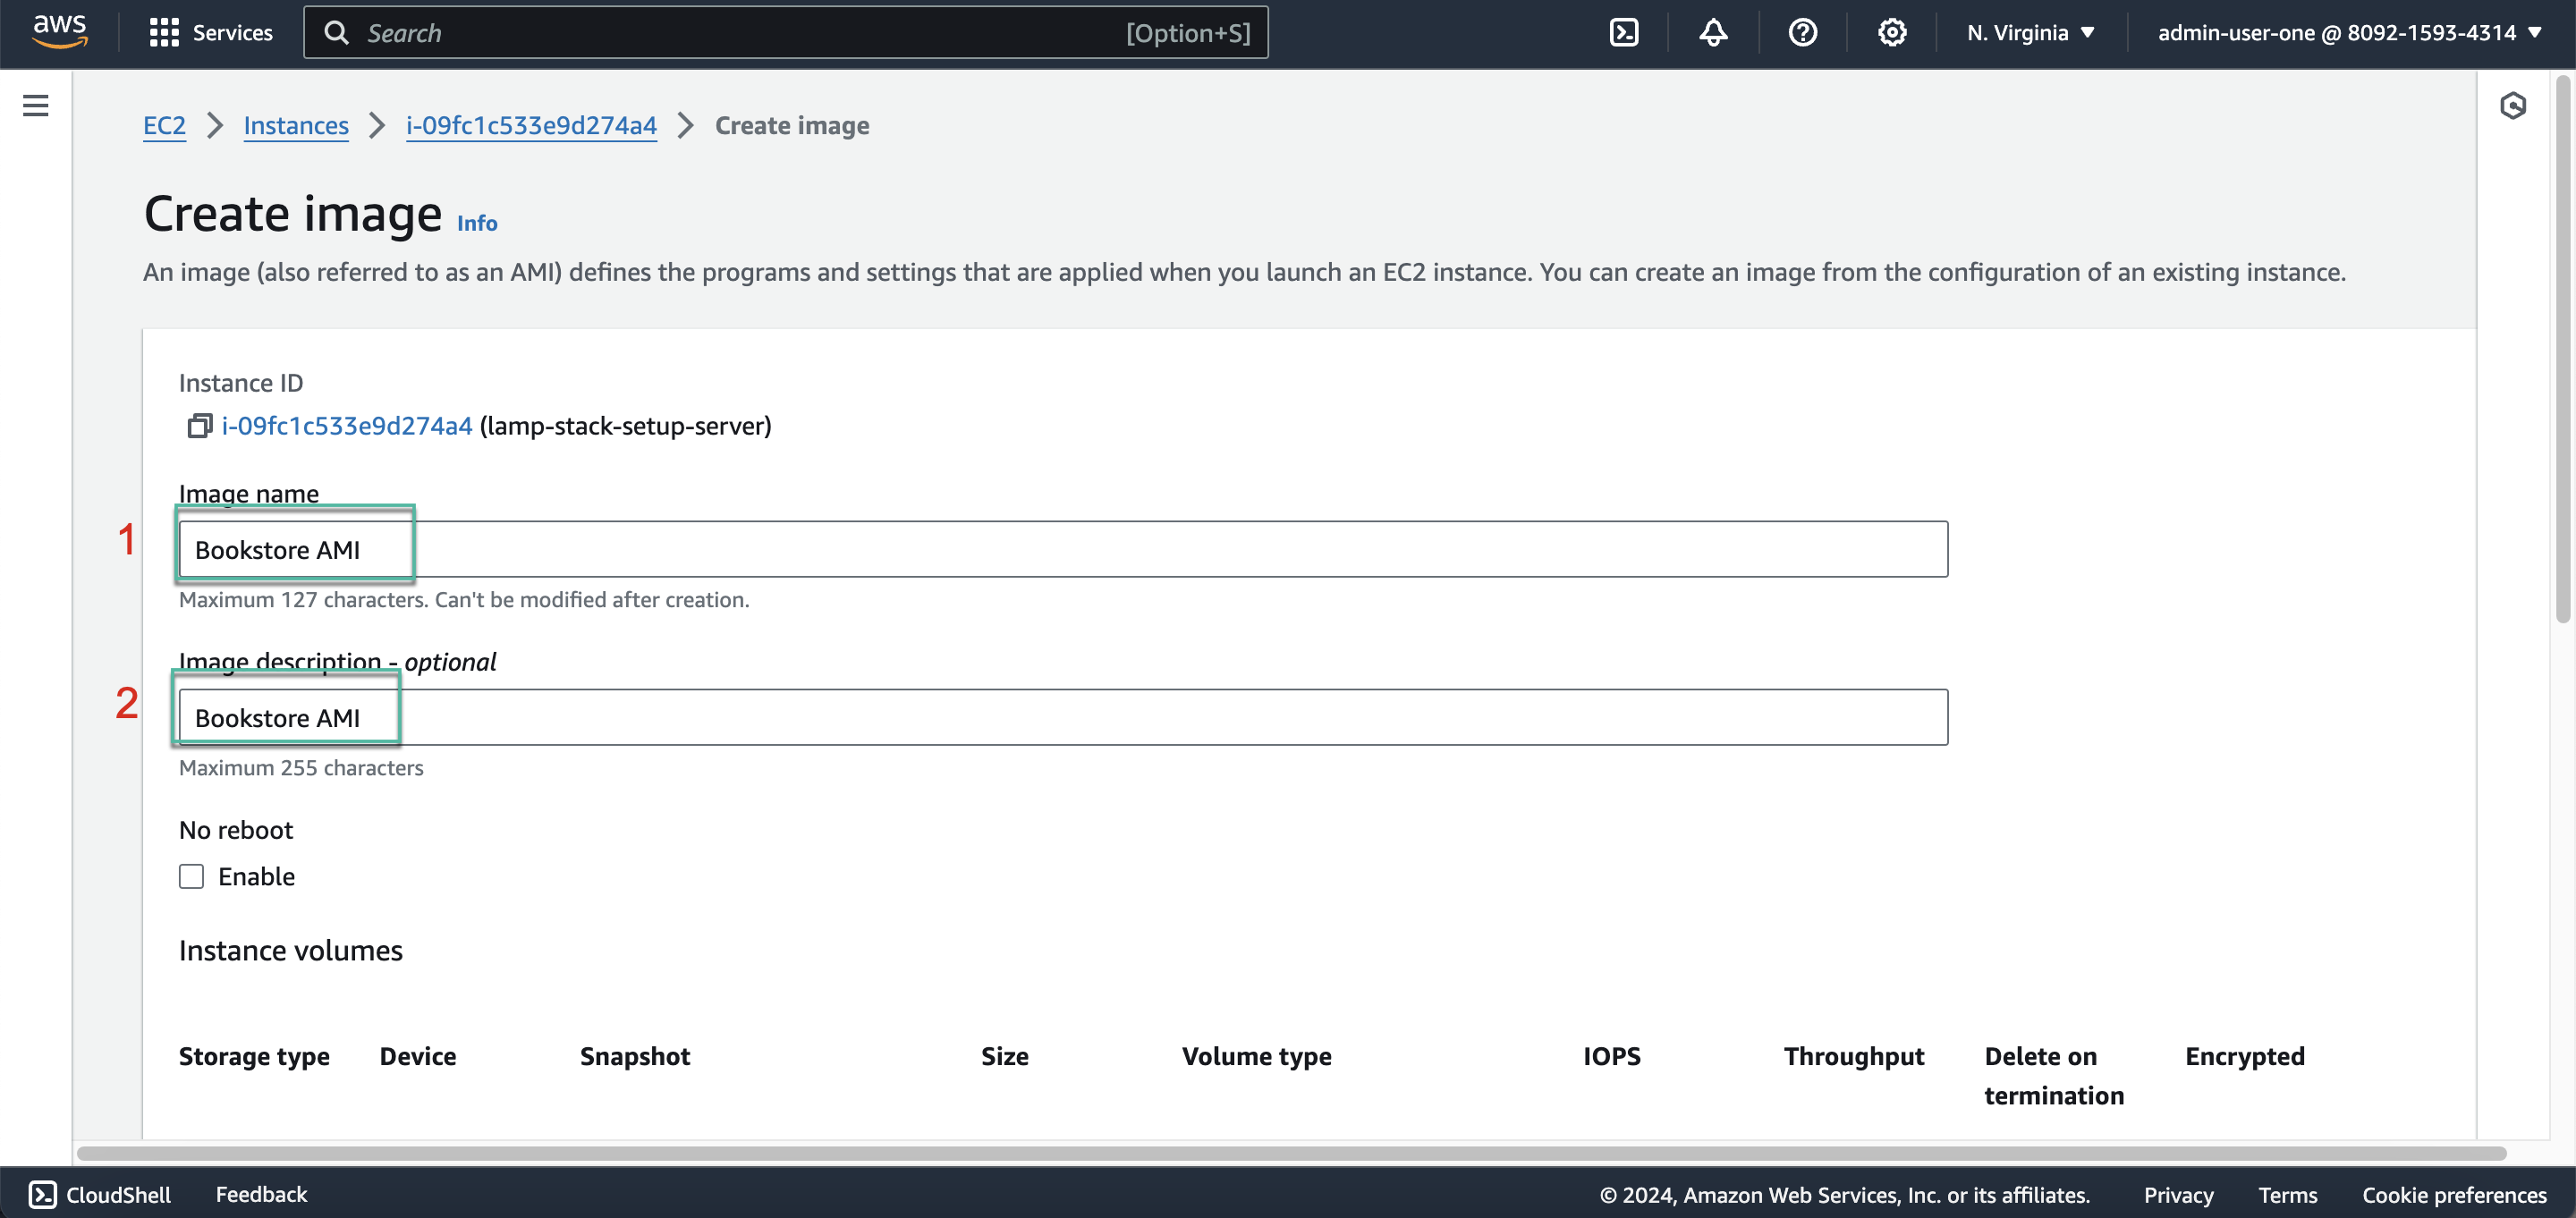 aws Services Search [Option+S] N. Virginia admin-user-one @ 8092-1593-4314
EC2 Instances i-09fc1c533e9d274a4 Create image
Create image Info
An image (also referred to as an AMI) defines the programs and settings that are applied when you launch an EC2 instance. You can create an image from the configuration of an existing instance.
Instance ID
i-09fc1c533e9d274a4 (lamp-stack-setup-server)
Image name
1 Bookstore AMI
Maximum 127 characters. Can't be modified after creation.
Image description - optional
2 Bookstore AMI
Maximum 255 characters
No reboot
Enable
Instance volumes
Storage type Device Snapshot Size Volume type IOPS Throughput Delete on termination Encrypted
CloudShell Feedback © 2024, Amazon Web Services, Inc. or its affiliates. Privacy Terms Cookie preferences